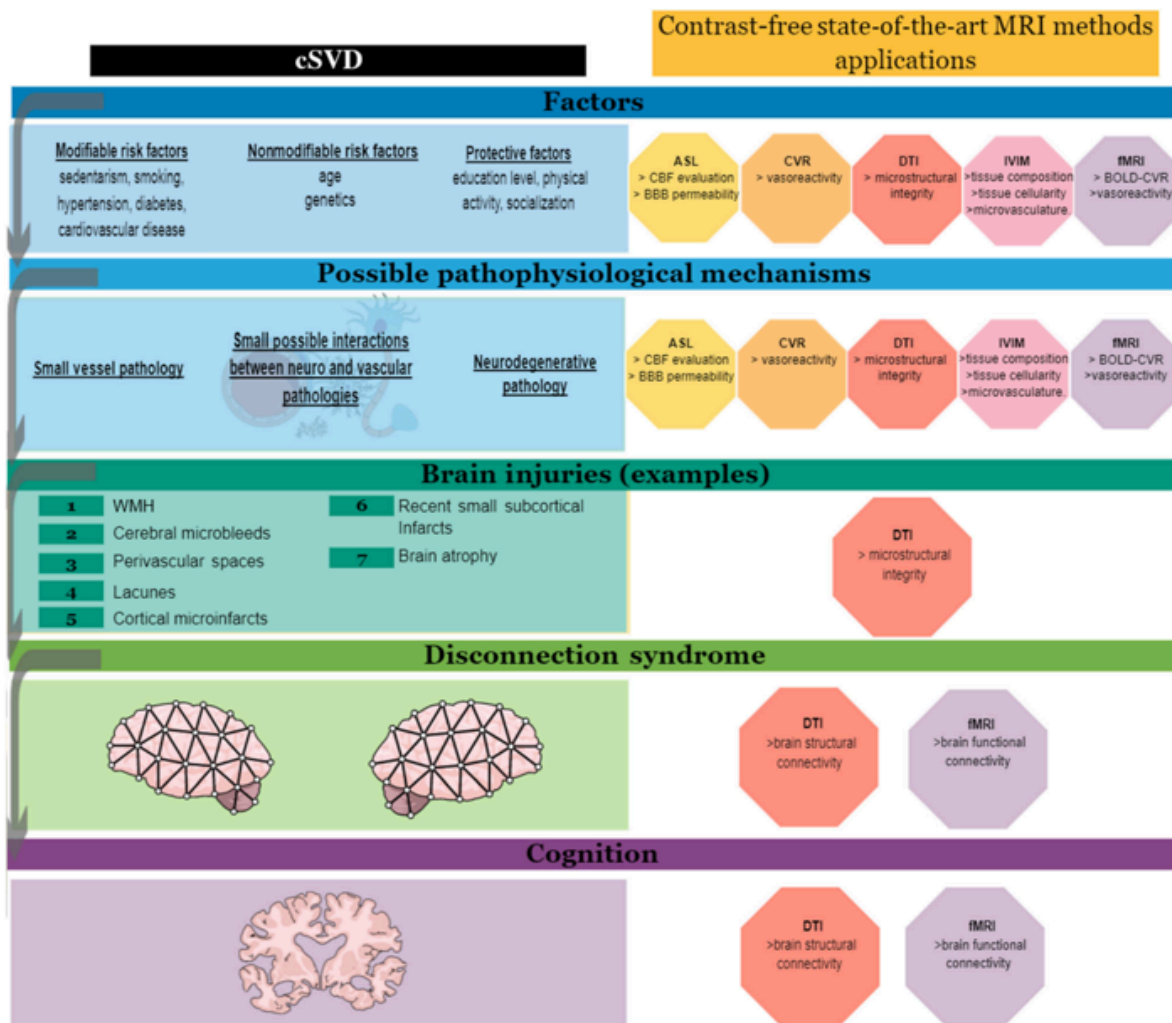 cSVD
Contrast-free state-of-the-art MRI methods
applications
Factors
Modifiable risk factors
sedentarism, smoking,
hypertension, diabetes,
cardiovascular disease
Nonmodifiable risk factors
age
genetics
Protective factors
education level, physical
activity, socialization
ASL
> CBF evaluation
> BBB permeability
CVR
> vasoreactivity
DTI
> microstructural
integrity
IVIM
>tissue composition
>tissue cellularity
>microvasculature.
fMRI
> BOLD-CVR
>vasoreactivity
Possible pathophysiological mechanisms
Small vessel pathology
Small possible interactions
between neuro and vascular
pathologies
Neurodegenerative
pathology
ASL
> CBF evaluation
> BBB permeability
CVR
> vasoreactivity
DTI
> microstructural
integrity
IVIM
>tissue composition
>tissue cellularity
>microvasculature.
fMRI
> BOLD-CVR
>vasoreactivity
Brain injuries (examples)
1 WMH
2 Cerebral microbleeds
3 Perivascular spaces
4 Lacunes
5 Cortical microinfarcts
6 Recent small subcortical
Infarcts
7 Brain atrophy
DTI
> microstructural
integrity
Disconnection syndrome
DTI
>brain structural
connectivity
fMRI
>brain functional
connectivity
Cognition
DTI
>brain structural
connectivity
fMRI
>brain functional
connectivity